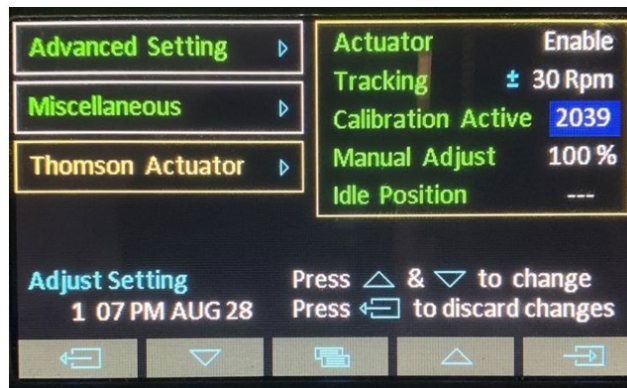 Advanced Setting
Miscellaneous
Thomson Actuator
Actuator Enable
Tracking ± 30 Rpm
Calibration Active 2039
Manual Adjust 100 %
Idle Position ---
Adjust Setting
1 07 PM AUG 28
Press △ & ▽ to change
Press to discard changes